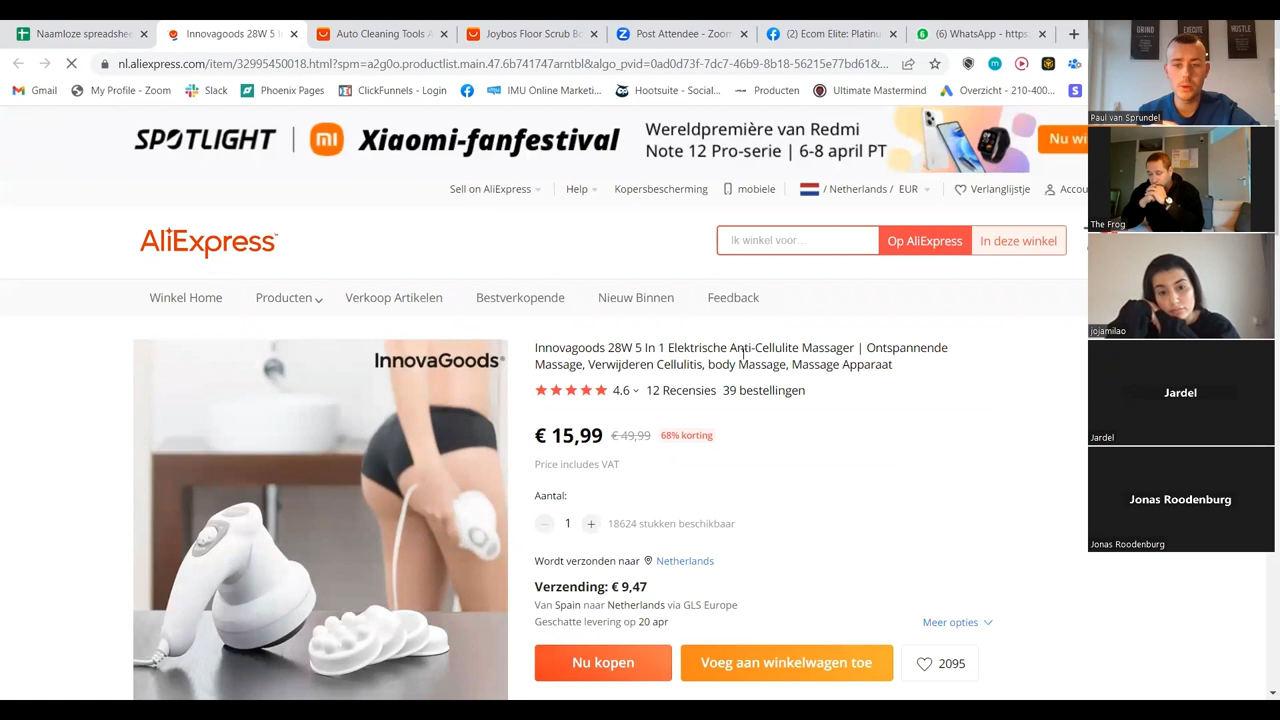 Naamloze spreadshe
Innovagoods 28W 5 I
Auto Cleaning Tools A
Joybos Floor Scrub B
Post Attendee - Zoom
(2) Ecom Elite: Platinu
(6) WhatsApp - https:
nl.aliexpress.com/item/32995450018.html?spm=a2g0o.productlist.main.47.6b741747arntbl&algo_pvid=0ad0d73f-7dc7-46b9-8b18-59215e77bd61&...
Gmail
My Profile - Zoom
Slack
Phoenix Pages
ClickFunnels - Login
IMU Online Marketi...
Hootsuite - Social...
Producten
Ultimate Mastermind
Overzicht - 210-400...
SPOTLIGHT | Xiaomi-fanfestival
Wereldpremière van Redmi
Note 12 Pro-serie | 6-8 april PT
Nu wi
Sell on AliExpress
Help
Kopersbescherming
mobiele
/ Netherlands / EUR
Verlanglijstje
Accou
AliExpress
Ik winkel voor...
Op AliExpress
In deze winkel
Winkel Home
Producten
Verkoop Artikelen
Bestverkopende
Nieuw Binnen
Feedback
INNOVAGOODS®
Innovagoods 28W 5 In 1 Elektrische Anti-Cellulite Massager | Ontspannende
Massage, Verwijderen Cellulitis, body Massage, Massage Apparaat
4.6 12 Recensies 39 bestellingen
€ 15,99 € 49,99 68% korting
Price includes VAT
Aantal:
1 18624 stukken beschikbaar
Wordt verzonden naar Netherlands
Verzending: € 9,47
Van Spain naar Netherlands via GLS Europe
Geschatte levering op 20 apr
Meer opties
Nu kopen
Voeg aan winkelwagen toe
2095
GRIND
EXECUTE
HUSTLE
Paul van Sprundel
The Frog
jojamilao
Jardel
Jardel
Jonas Roodenburg
Jonas Roodenburg